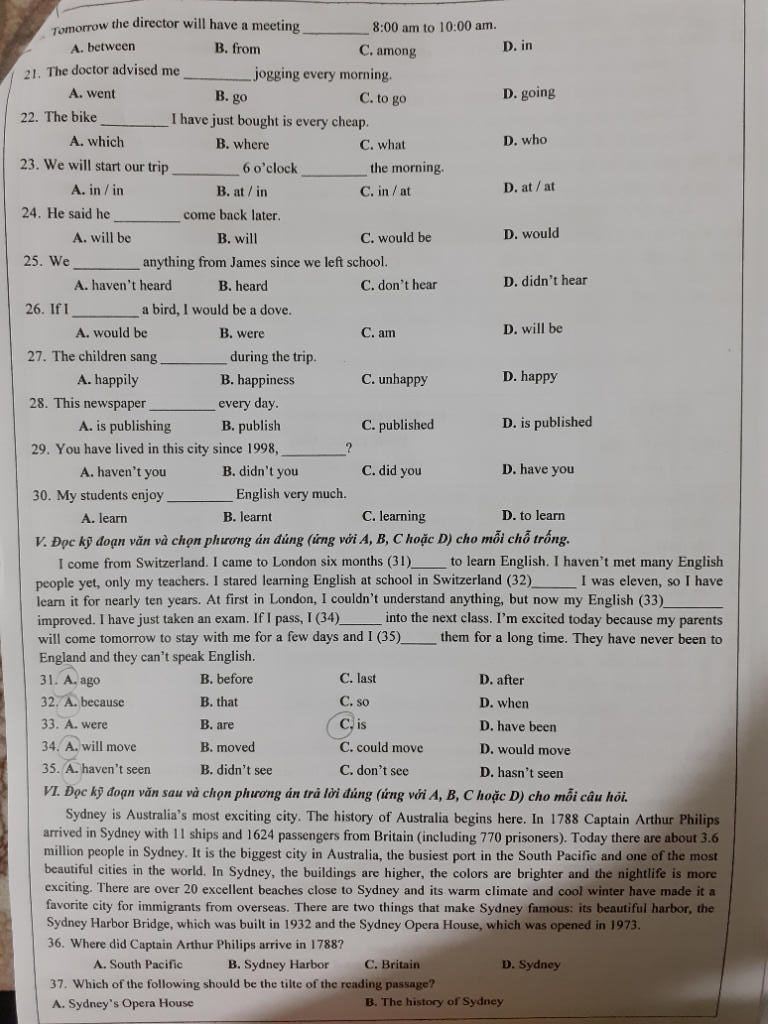 Tomorrow the director will have a meeting _________ 8:00 am to 10:00 am.
A. between B. from C. among D. in
21. The doctor advised me _________ jogging every morning.
A. went B. go C. to go D. going
22. The bike _________ I have just bought is every cheap.
A. which B. where C. what D. who
23. We will start our trip _________ 6 o'clock _________ the morning.
A. in / in B. at / in C. in / at D. at / at
24. He said he _________ come back later.
A. will be B. will C. would be D. would
25. We _________ anything from James since we left school.
A. haven't heard B. heard C. don't hear D. didn't hear
26. If I _________ a bird, I would be a dove.
A. would be B. were C. am D. will be
27. The children sang _________ during the trip.
A. happily B. happiness C. unhappy D. happy
28. This newspaper _________ every day.
A. is publishing B. publish C. published D. is published
29. You have lived in this city since 1998, _________?
A. haven't you B. didn't you C. did you D. have you
30. My students enjoy _________ English very much.
A. learn B. learnt C. learning D. to learn
V. Đọc kỹ đoạn văn và chọn phương án đúng (ứng với A, B, C hoặc D) cho mỗi chỗ trống.
I come from Switzerland. I came to London six months (31)_____ to learn English. I haven't met many English
people yet, only my teachers. I stared learning English at school in Switzerland (32)______ I was eleven, so I have
learn it for nearly ten years. At first in London, I couldn't understand anything, but now my English (33)________
improved. I have just taken an exam. If I pass, I (34)______ into the next class. I'm excited today because my parents
will come tomorrow to stay with me for a few days and I (35)_____ them for a long time. They have never been to
England and they can't speak English.
31. A. ago B. before C. last D. after
32. A. because B. that C. so D. when
33. A. were B. are C. is D. have been
34. A. will move B. moved C. could move D. would move
35. A. haven't seen B. didn't see C. don't see D. hasn't seen
VI. Đọc kỹ đoạn văn sau và chọn phương án trả lời đúng (ứng với A, B, C hoặc D) cho mỗi câu hỏi.
Sydney is Australia's most exciting city. The history of Australia begins here. In 1788 Captain Arthur Philips
arrived in Sydney with 11 ships and 1624 passengers from Britain (including 770 prisoners). Today there are about 3.6
million people in Sydney. It is the biggest city in Australia, the busiest port in the South Pacific and one of the most
beautiful cities in the world. In Sydney, the buildings are higher, the colors are brighter and the nightlife is more
exciting. There are over 20 excellent beaches close to Sydney and its warm climate and cool winter have made it a
favorite city for immigrants from overseas. There are two things that make Sydney famous: its beautiful harbor, the
Sydney Harbor Bridge, which was built in 1932 and the Sydney Opera House, which was opened in 1973.
36. Where did Captain Arthur Philips arrive in 1788?
A. South Pacific B. Sydney Harbor C. Britain D. Sydney
37. Which of the following should be the tilte of the reading passage?
A. Sydney's Opera House B. The history of Sydney